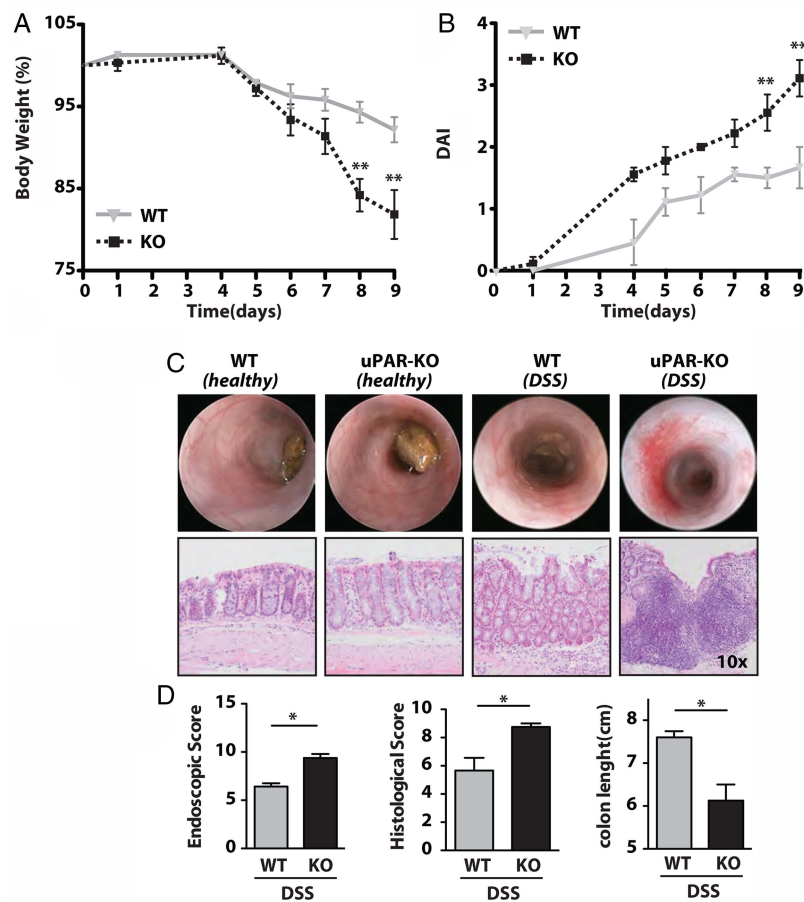 A
B
105
95
85
75
Body Weight (%)
WT
KO
**
**
0 1 2 3 4 5 6 7 8 9
Time(days)
4
3
2
1
0
DAI
WT
KO
**
**
0 1 2 3 4 5 6 7 8 9
Time(days)
C
WT
(healthy)
uPAR-KO
(healthy)
WT
(DSS)
uPAR-KO
(DSS)
10x
D
Endoscopic Score
15
10
5
0
*
WT KO
DSS
Histological Score
10
8
6
4
2
0
*
WT KO
DSS
colon lenght(cm)
8
7
6
5
*
WT KO
DSS